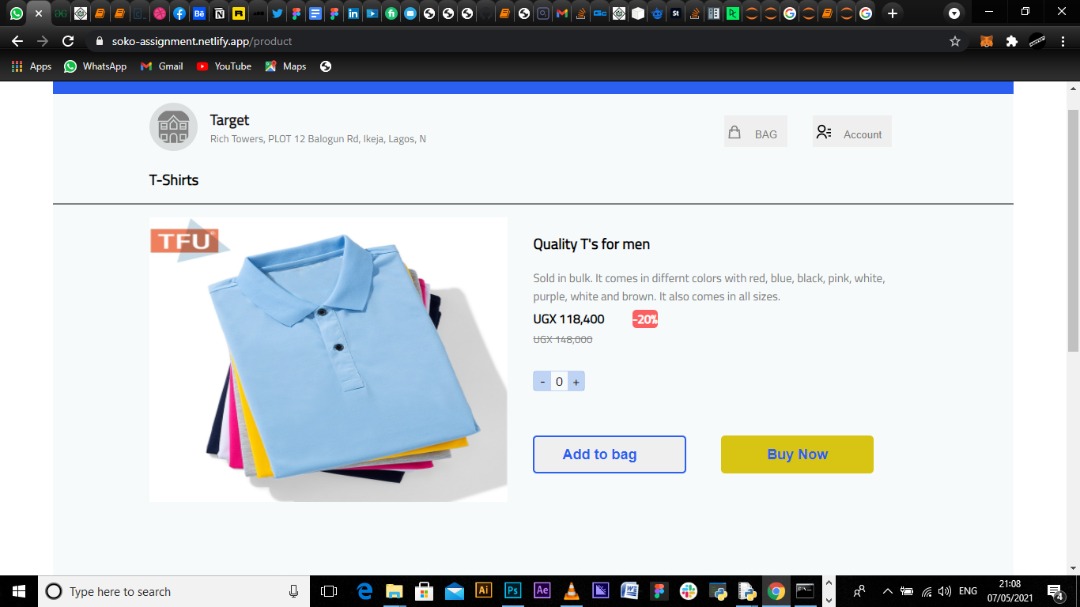 soko-assignment.netlify.app/product
Apps WhatsApp Gmail YouTube Maps
Target
Rich Towers, PLOT 12 Balogun Rd, Ikeja, Lagos, N
BAG
Account
T-Shirts
TFU
Quality T's for men
Sold in bulk. It comes in differnt colors with red, blue, black, pink, white,
purple, white and brown. It also comes in all sizes.
UGX 118,400 -20%
UGX 148,000
- 0 +
Add to bag
Buy Now
Type here to search
ENG
21:08
07/05/2021
4